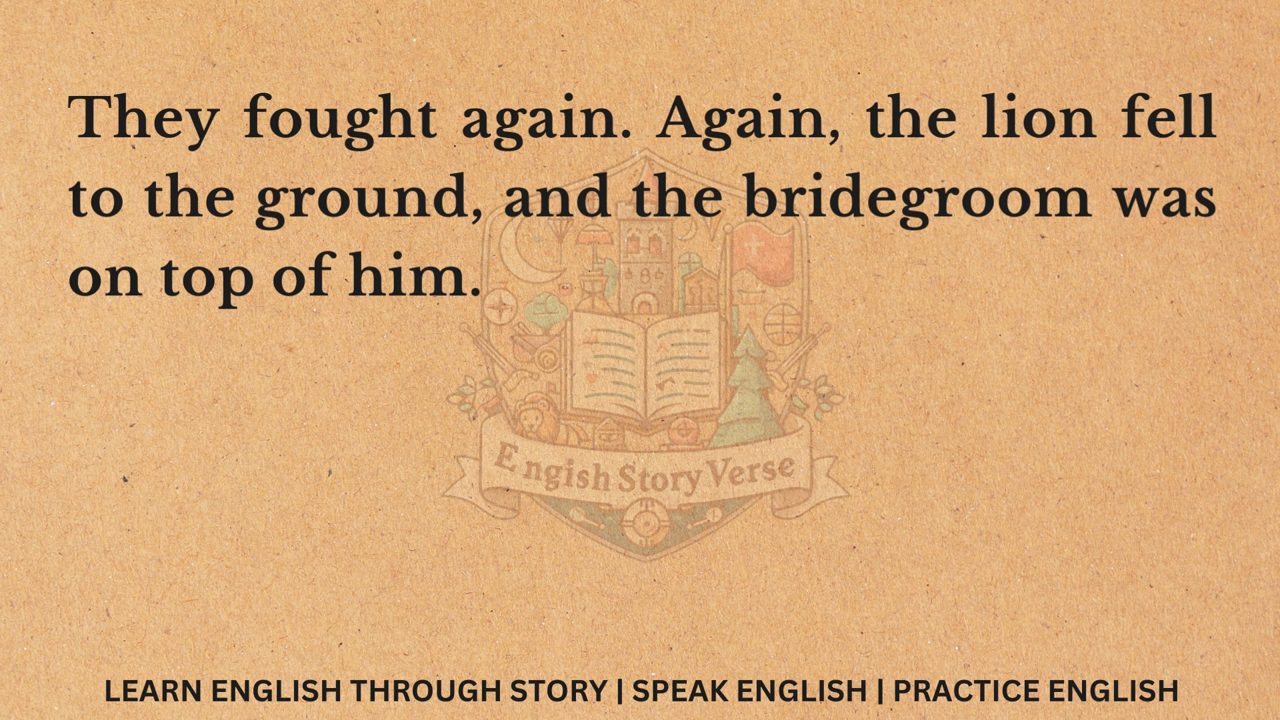 They fought again. Again, the lion fell
to the ground, and the bridegroom was
on top of him.
Engish Story Verse
LEARN ENGLISH THROUGH STORY | SPEAK ENGLISH | PRACTICE ENGLISH